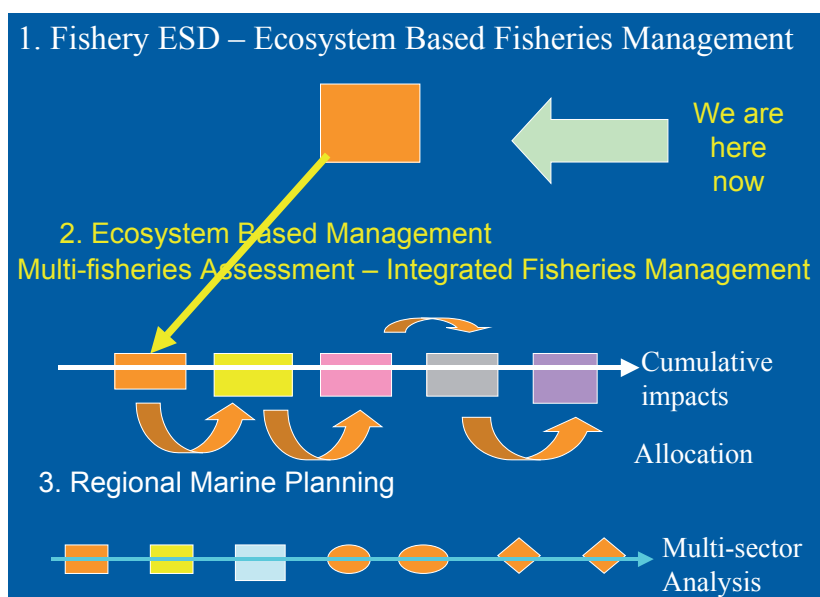 1. Fishery ESD – Ecosystem Based Fisheries Management
We are
here
now
2. Ecosystem Based Management
Multi-fisheries Assessment – Integrated Fisheries Management
Cumulative
impacts
Allocation
3. Regional Marine Planning
Multi-sector
Analysis